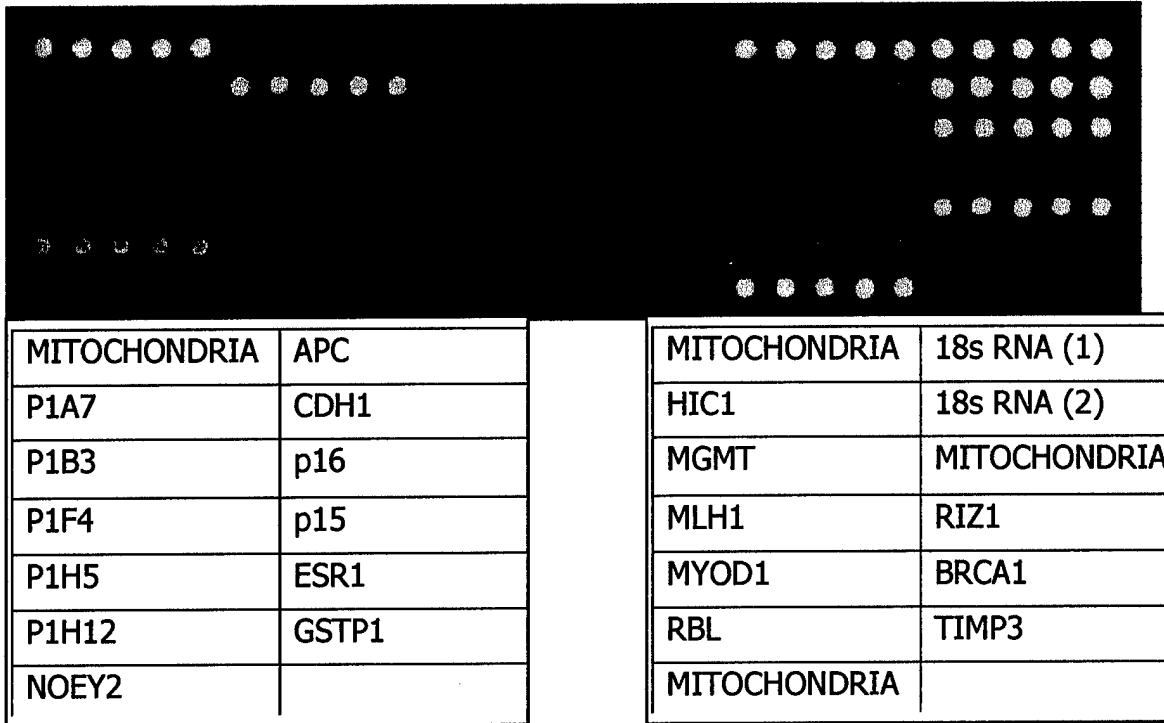 MITOCHONDRIA APC
P1A7 CDH1
P1B3 p16
P1F4 p15
P1H5 ESR1
P1H12 GSTP1
NOEY2
MITOCHONDRIA 18s RNA (1)
HIC1 18s RNA (2)
MGMT MITOCHONDRIA
MLH1 RIZ1
MYOD1 BRCA1
RBL TIMP3
MITOCHONDRIA